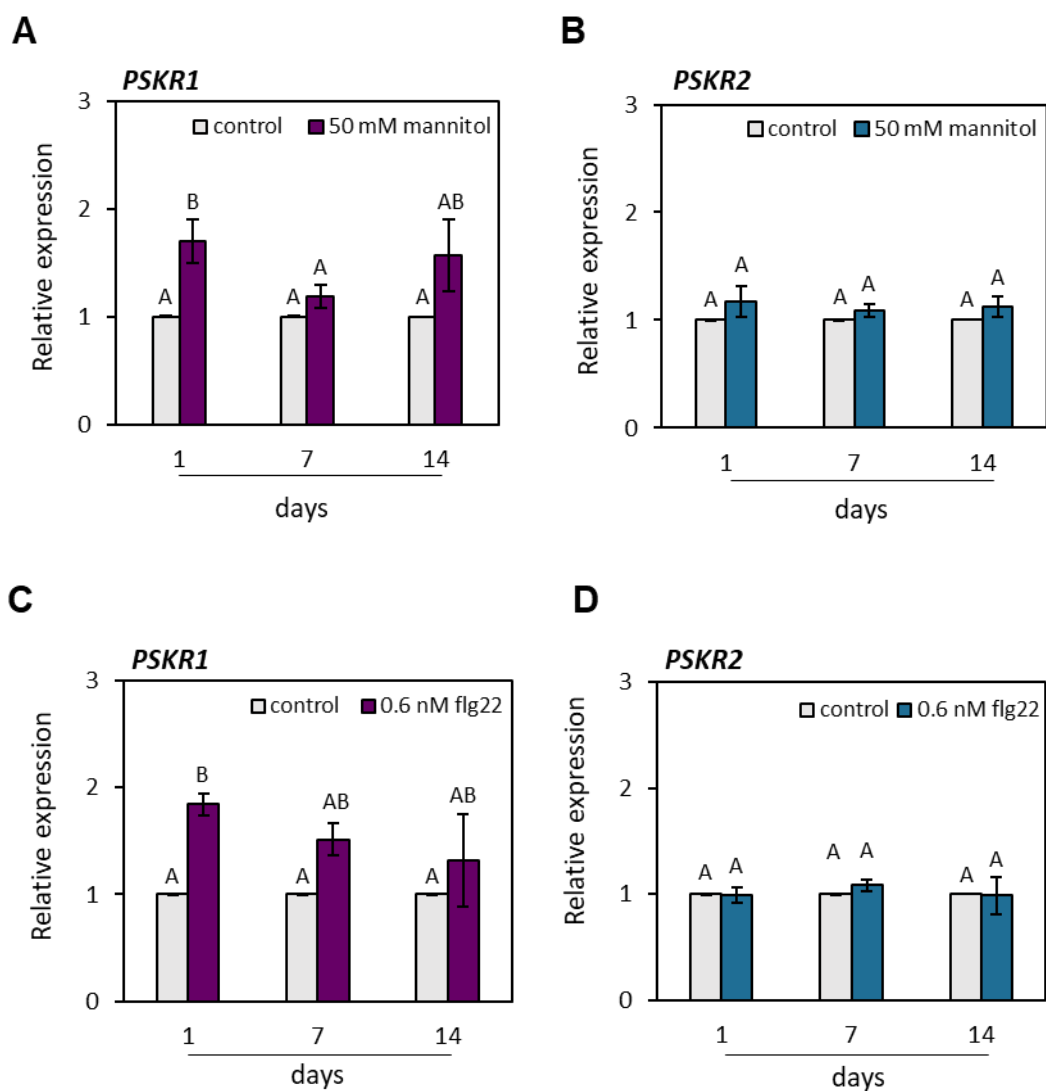 A
PSKR1
control 50 mM mannitol
Relative expression
3
2
1
0
A B A A A AB
1 7 14
days
B
PSKR2
control 50 mM mannitol
Relative expression
3
2
1
0
A A A A A A
1 7 14
days
C
PSKR1
control 0.6 nM flg22
Relative expression
3
2
1
0
A B A AB A AB
1 7 14
days
D
PSKR2
control 0.6 nM flg22
Relative expression
3
2
1
0
A A A A A A
1 7 14
days